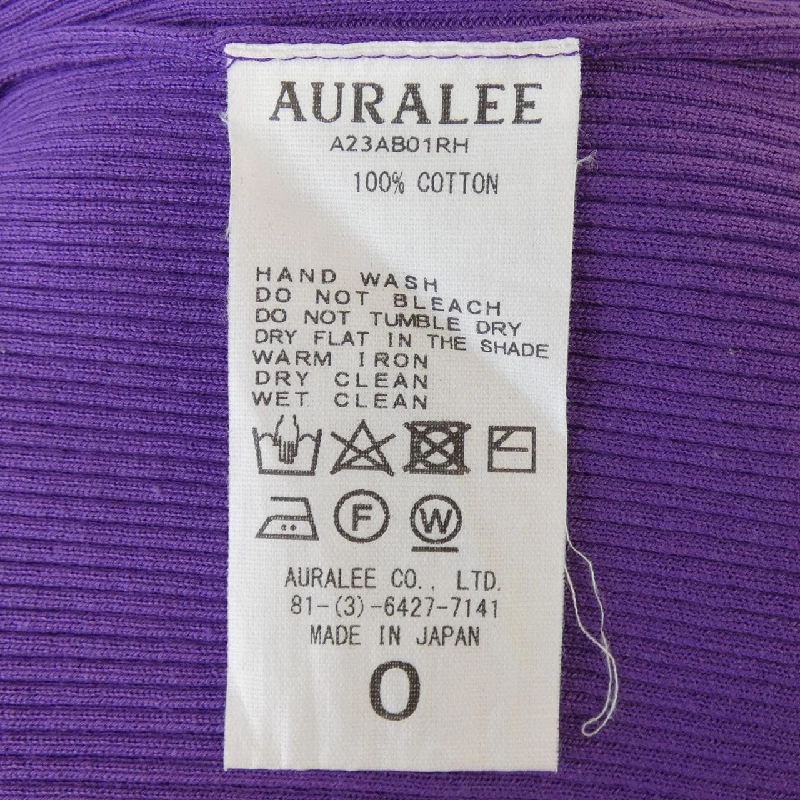 AURALEE
A23AB01RH
100% COTTON
HAND WASH
DO NOT BLEACH
DO NOT TUMBLE DRY
DRY FLAT IN THE SHADE
WARM IRON
DRY CLEAN
WET CLEAN
F W
AURALEE CO., LTD.
81-(3)-6427-7141
MADE IN JAPAN
0